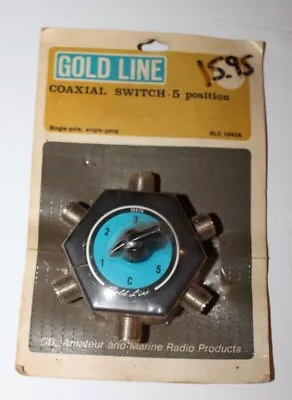 GOLD LINE
15.95
COAXIAL SWITCH-5 position
Single-pole, single-gang
GLC 1043A
1
2
3
5
C
Gold Line
CB, Amateur and Marine Radio Products